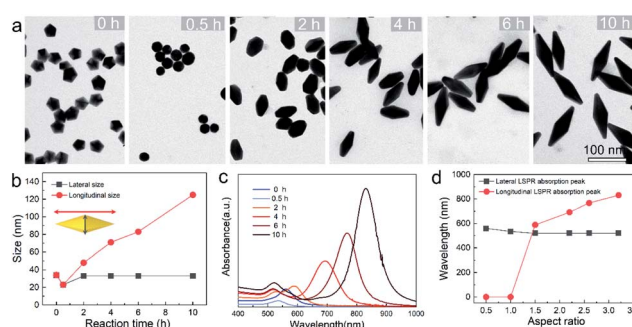 a
0 h
0.5 h
2 h
4 h
6 h
10 h
100 nm
b
Lateral size
Longitudinal size
Size (nm)
140
120
100
80
60
40
20
0
0 2 4 6 8 10
Reaction time (h)
c
0 h
0.5 h
2 h
4 h
6 h
10 h
Absorbance(a.u.)
400 500 600 700 800 900 1000
Wavelength(nm)
d
Lateral LSPR absorption peak
Longitudinal LSPR absorption peak
Wavelength (nm)
1000
800
600
400
200
0
0.5 1.0 1.5 2.0 2.5 3.0
Aspect ratio